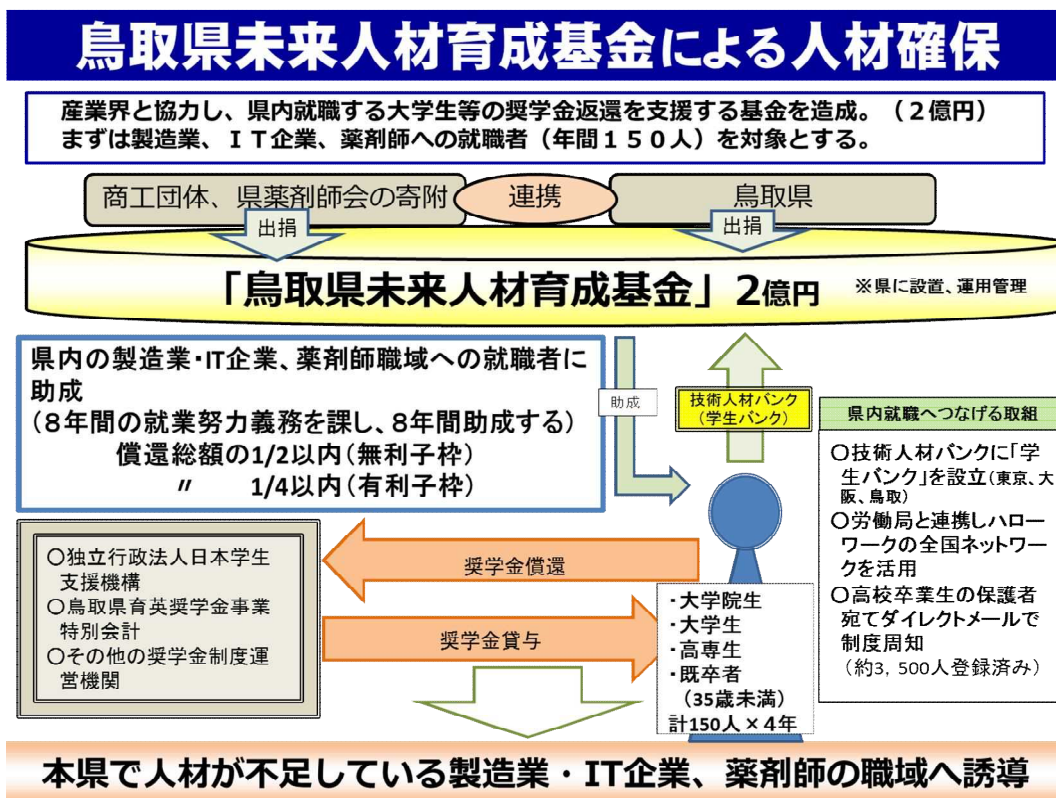 鳥取県未来人材育成基金による人材確保
産業界と協力し、県内就職する大学生等の奨学金返還を支援する基金を造成。（２億円）
まずは製造業、ＩＴ企業、薬剤師への就職者（年間１５０人）を対象とする。
商工団体、県薬剤師会の寄附
連携
鳥取県
出捐
出捐
「鳥取県未来人材育成基金」２億円
※県に設置、運用管理
県内の製造業・IT企業、薬剤師職域への就職者に
助成
（８年間の就業努力義務を課し、８年間助成する）
償還総額の1/2以内（無利子枠）
〃　　1/4以内（有利子枠）
助成
技術人材バンク
（学生バンク）
県内就職へつなげる取組
○技術人材バンクに「学
生バンク」を設立（東京、大
阪、鳥取）
○労働局と連携しハロー
ワークの全国ネットワー
クを活用
○高校卒業生の保護者
宛てダイレクトメールで
制度周知
（約3，500人登録済み）
○独立行政法人日本学生
支援機構
○鳥取県育英奨学金事業
特別会計
○その他の奨学金制度運
営機関
奨学金償還
奨学金貸与
・大学院生
・大学生
・高専生
・既卒者
（35歳未満）
計150人×４年
本県で人材が不足している製造業・IT企業、薬剤師の職域へ誘導